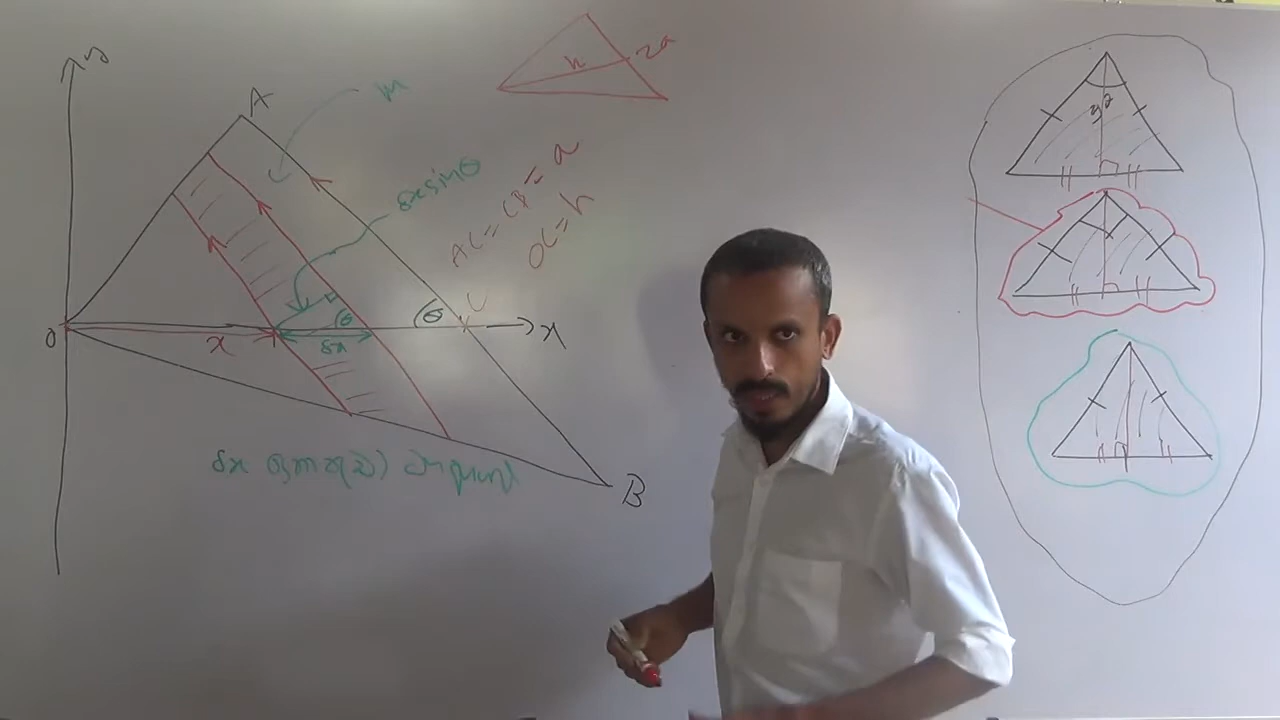 y
A
m
h
2a
δx sinθ
AC = CB = a
OC = h
O
x
δx
θ
θ
C
x
B
δx